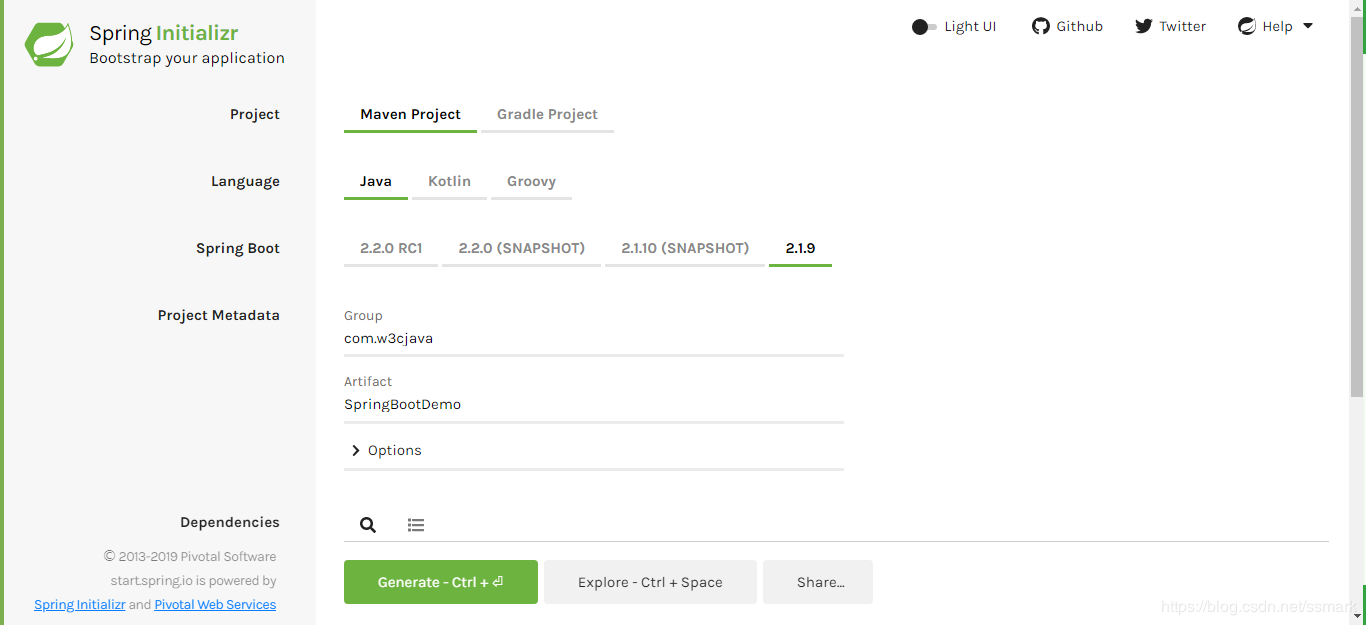 Spring Initializr
Bootstrap your application
Light UI
Github
Twitter
Help
Project
Maven Project
Gradle Project
Language
Java
Kotlin
Groovy
Spring Boot
2.2.0 RC1
2.2.0 (SNAPSHOT)
2.1.10 (SNAPSHOT)
2.1.9
Project Metadata
Group
com.w3cjava
Artifact
SpringBootDemo
Options
Dependencies
© 2013-2019 Pivotal Software
start.spring.io is powered by
Spring Initializr and Pivotal Web Services
Generate - Ctrl + ⏎
Explore - Ctrl + Space
Share...
https://blog.csdn.net/ssmark